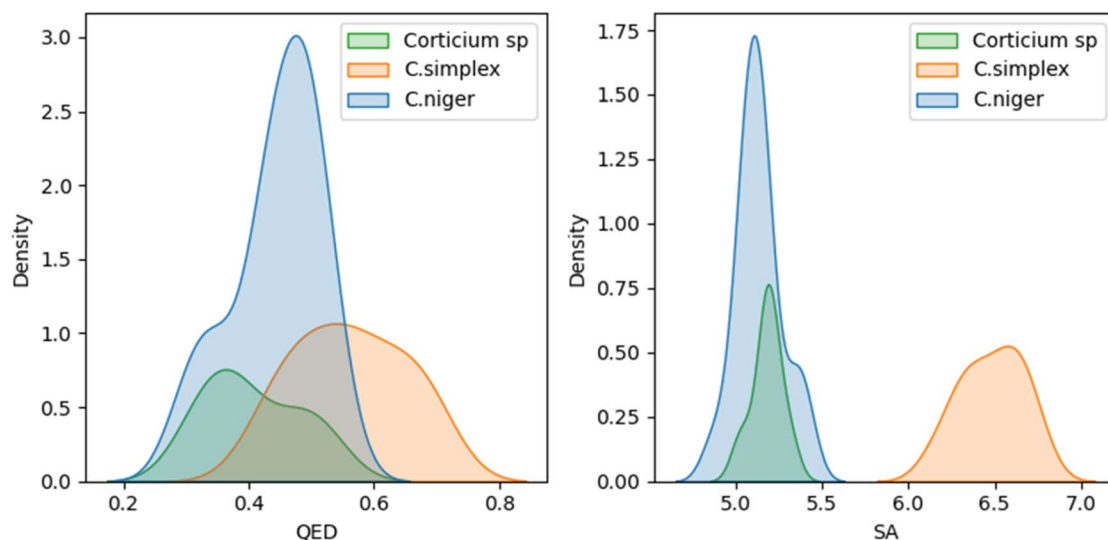 3.0
2.5
2.0
1.5
1.0
0.5
0.0
Density
0.2 0.4 0.6 0.8
QED
Corticium sp
C.simplex
C.niger
1.75
1.50
1.25
1.00
0.75
0.50
0.25
0.00
Density
5.0 5.5 6.0 6.5 7.0
SA
Corticium sp
C.simplex
C.niger